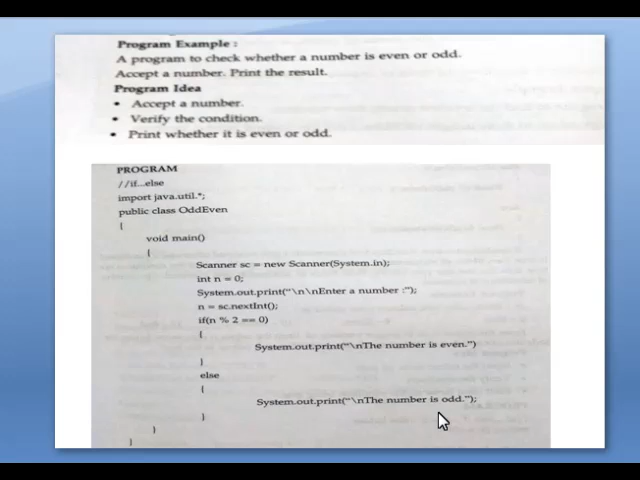 Program Example :
A program to check whether a number is even or odd.
Accept a number. Print the result.
Program Idea
• Accept a number.
• Verify the condition.
• Print whether it is even or odd.
PROGRAM
//if...else
import java.util.*;
public class OddEven
{
void main()
{
Scanner sc = new Scanner(System.in);
int n = 0;
System.out.print("\n\nEnter a number :");
n = sc.nextInt();
if(n % 2 == 0)
{
System.out.print("\nThe number is even.")
}
else
{
System.out.print("\nThe number is odd.");
}
}
}